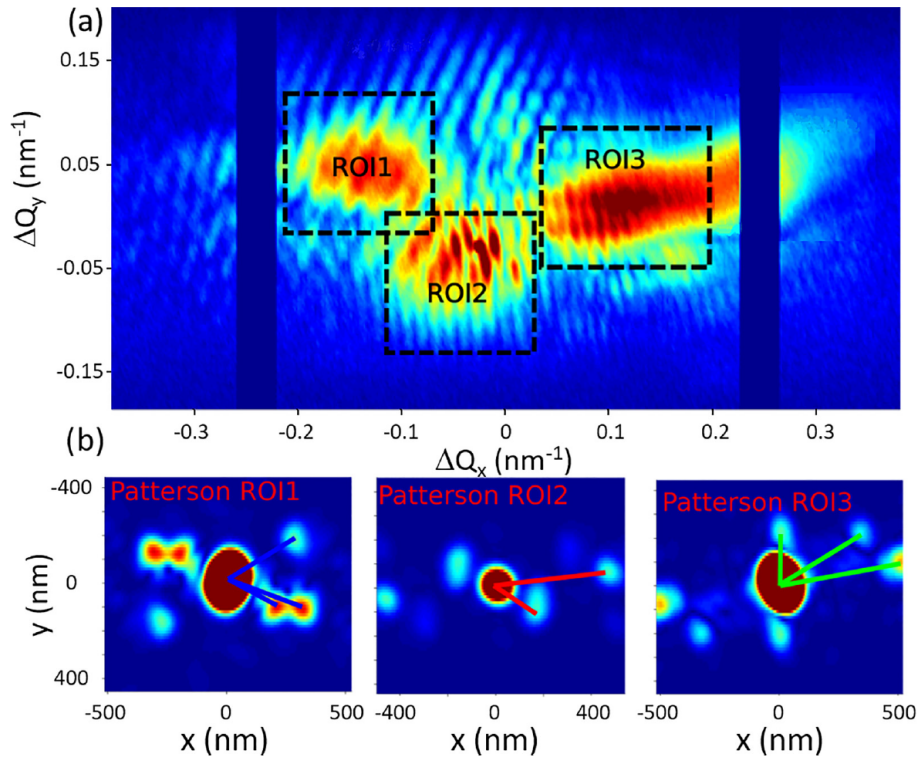 (a)
0.15
0.05
-0.05
-0.15
ΔQy (nm⁻¹)
ROI1
ROI2
ROI3
-0.3 -0.2 -0.1 0 0.1 0.2 0.3
ΔQx (nm⁻¹)
(b)
-400
0
400
y (nm)
Patterson ROI1
Patterson ROI2
Patterson ROI3
-500 0 500
-500 0 500
-500 0 500
x (nm)
x (nm)
x (nm)